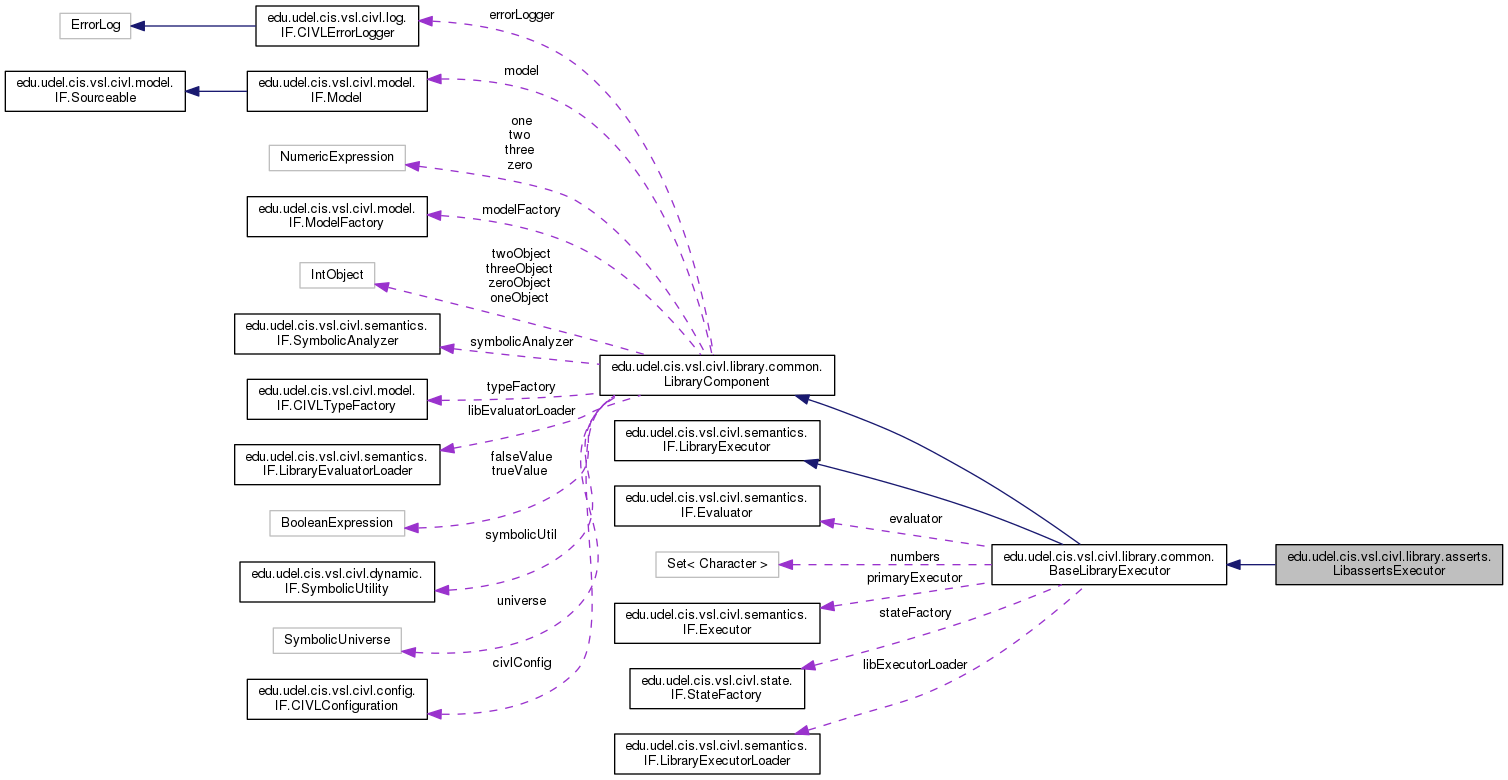 ErrorLog
edu.udel.cis.vsl.civl.log.
IF.CIVLErrorLogger
errorLogger
edu.udel.cis.vsl.civl.model.
IF.Sourceable
edu.udel.cis.vsl.civl.model.
IF.Model
model
NumericExpression
one
two
three
zero
edu.udel.cis.vsl.civl.model.
IF.ModelFactory
modelFactory
IntObject
twoObject
threeObject
zeroObject
oneObject
edu.udel.cis.vsl.civl.semantics.
IF.SymbolicAnalyzer
symbolicAnalyzer
edu.udel.cis.vsl.civl.model.
IF.CIVLTypeFactory
typeFactory
edu.udel.cis.vsl.civl.semantics.
IF.LibraryEvaluatorLoader
libEvaluatorLoader
BooleanExpression
falseValue
trueValue
edu.udel.cis.vsl.civl.dynamic.
IF.SymbolicUtility
symbolicUtil
SymbolicUniverse
universe
edu.udel.cis.vsl.civl.config.
IF.CIVLConfiguration
civlConfig
edu.udel.cis.vsl.civl.library.common.
LibraryComponent
edu.udel.cis.vsl.civl.semantics.
IF.LibraryExecutor
edu.udel.cis.vsl.civl.semantics.
IF.Evaluator
evaluator
Set< Character >
numbers
edu.udel.cis.vsl.civl.semantics.
IF.Executor
primaryExecutor
edu.udel.cis.vsl.civl.state.
IF.StateFactory
stateFactory
edu.udel.cis.vsl.civl.semantics.
IF.LibraryExecutorLoader
libExecutorLoader
edu.udel.cis.vsl.civl.library.common.
BaseLibraryExecutor
edu.udel.cis.vsl.civl.library.asserts.
LibassertsExecutor